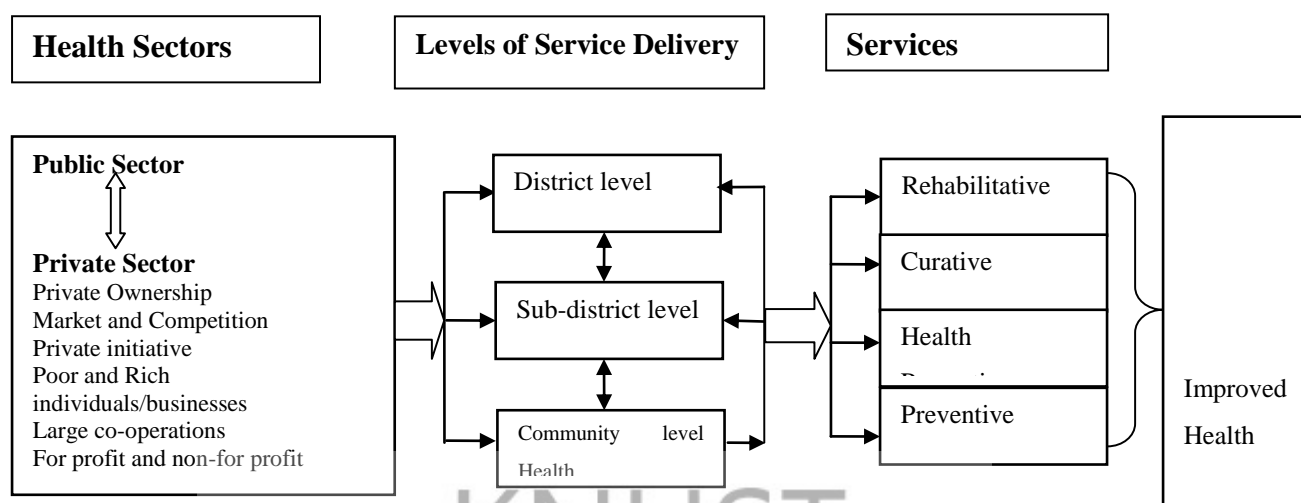 Health Sectors
Levels of Service Delivery
Services
Public Sector
Private Sector
Private Ownership
Market and Competition
Private initiative
Poor and Rich
individuals/businesses
Large co-operations
For profit and non-for profit
District level
Sub-district level
Community level
Health
Rehabilitative
Curative
Health
Preventive
Improved
Health